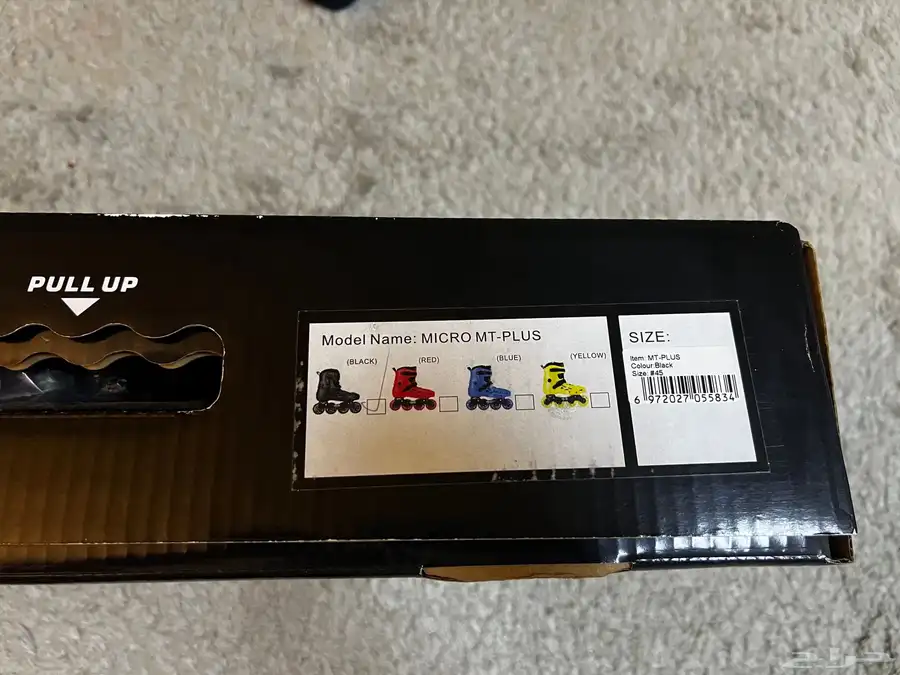 PULL UP
Model Name: MICRO MT-PLUS
(BLACK) (RED) (BLUE) (YELLOW)
SIZE:
Item: MT-PLUS
Colour:Black
Size: #45
6 972027 055834
حراج